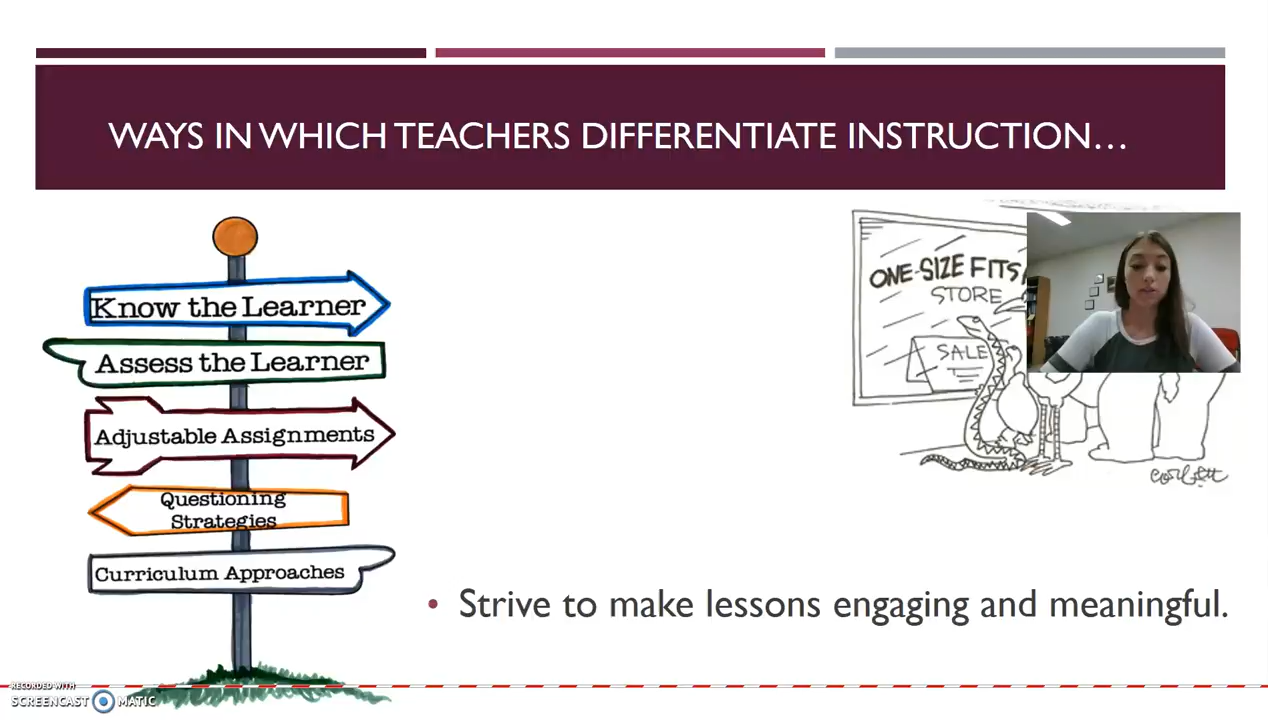 WAYS IN WHICH TEACHERS DIFFERENTIATE INSTRUCTION…
Know the Learner
Assess the Learner
Adjustable Assignments
Questioning
Strategies
Curriculum Approaches
ONE-SIZE FITS
STORE
SALE
• Strive to make lessons engaging and meaningful.
RECORDED WITH
SCREENCAST MATIC